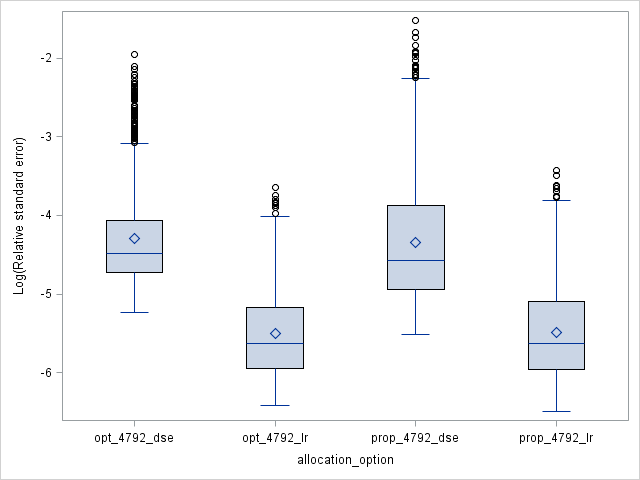 Log(Relative standard error)
-2
-3
-4
-5
-6
opt_4792_dse opt_4792_lr prop_4792_dse prop_4792_lr
allocation_option